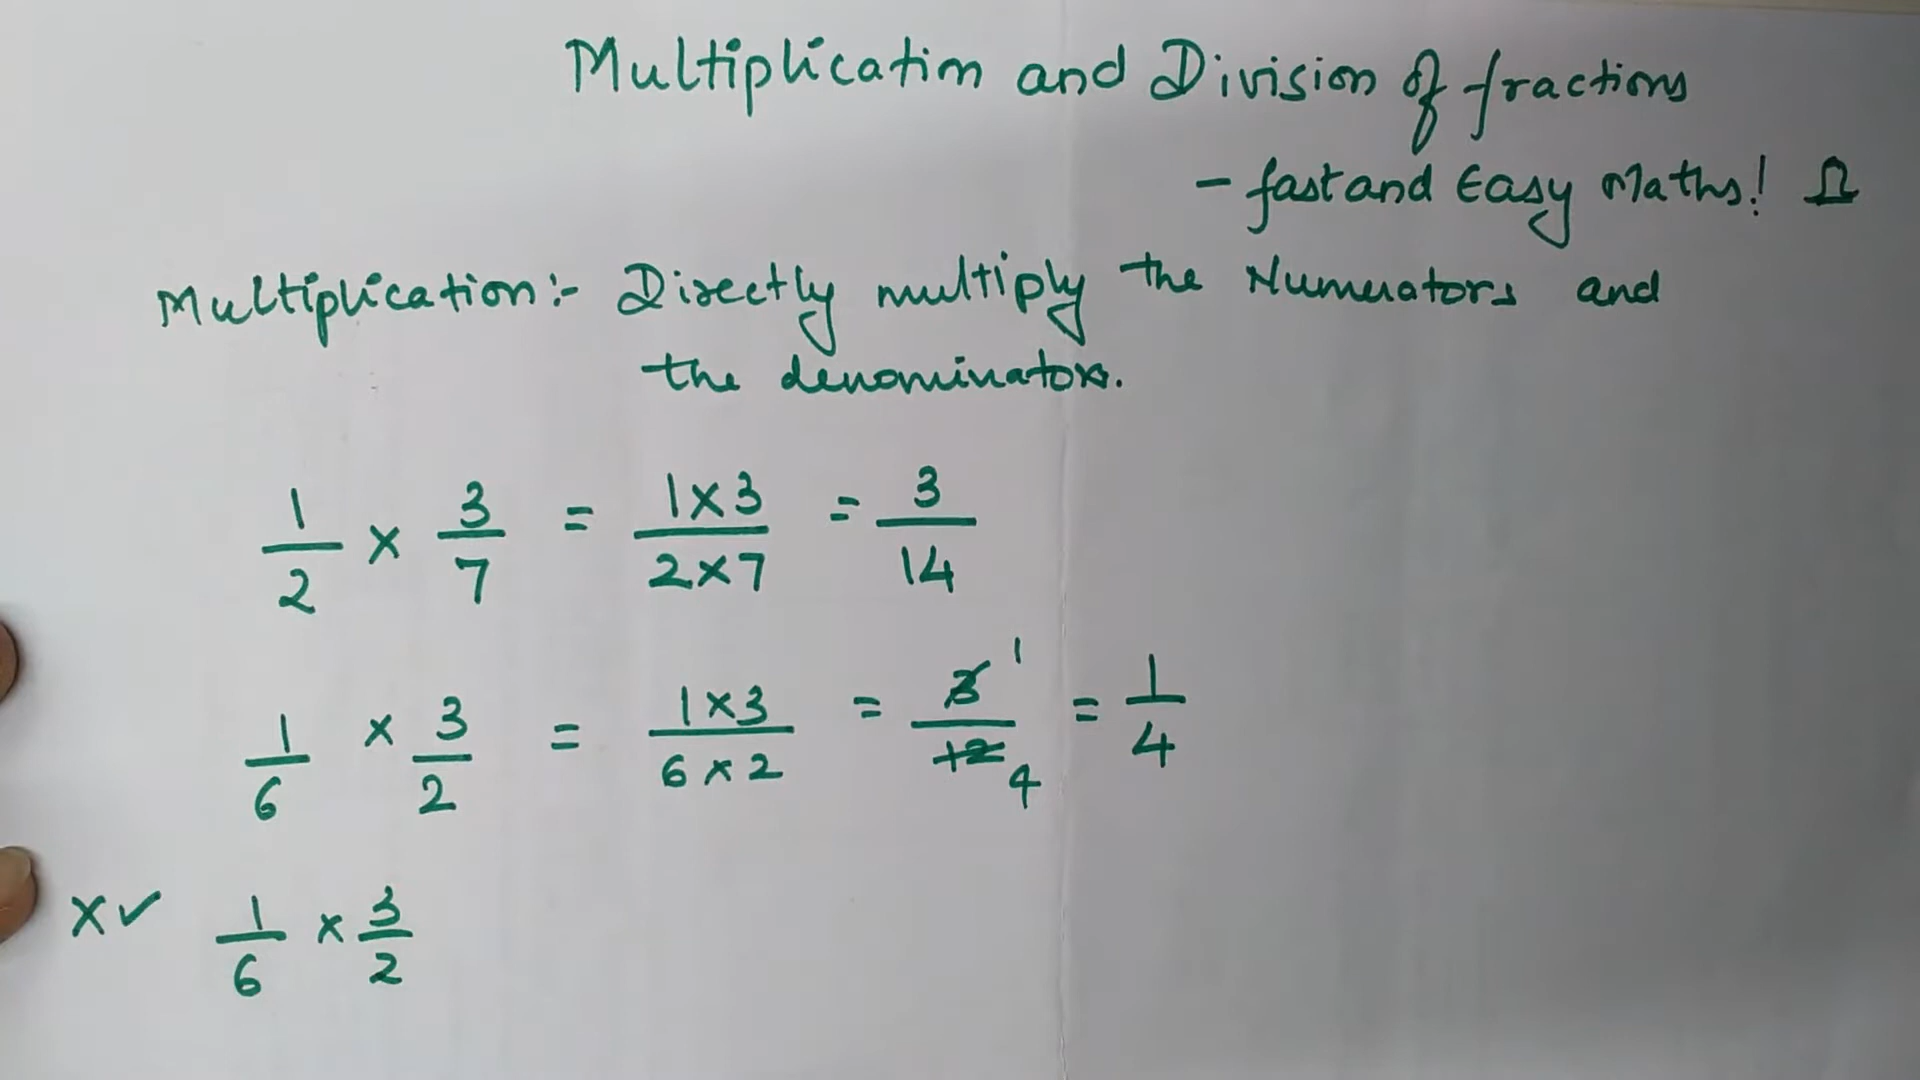 Multiplication and Division of fractions
- fast and Easy Maths! Ω
Multiplication:- Directly multiply the Numerators and
the denominators.
1/2 × 3/7 = 1×3/2×7 = 3/14
1/6 × 3/2 = 1×3/6×2 = 3/12 1/4 = 1/4
×✓ 1/6 × 3/2